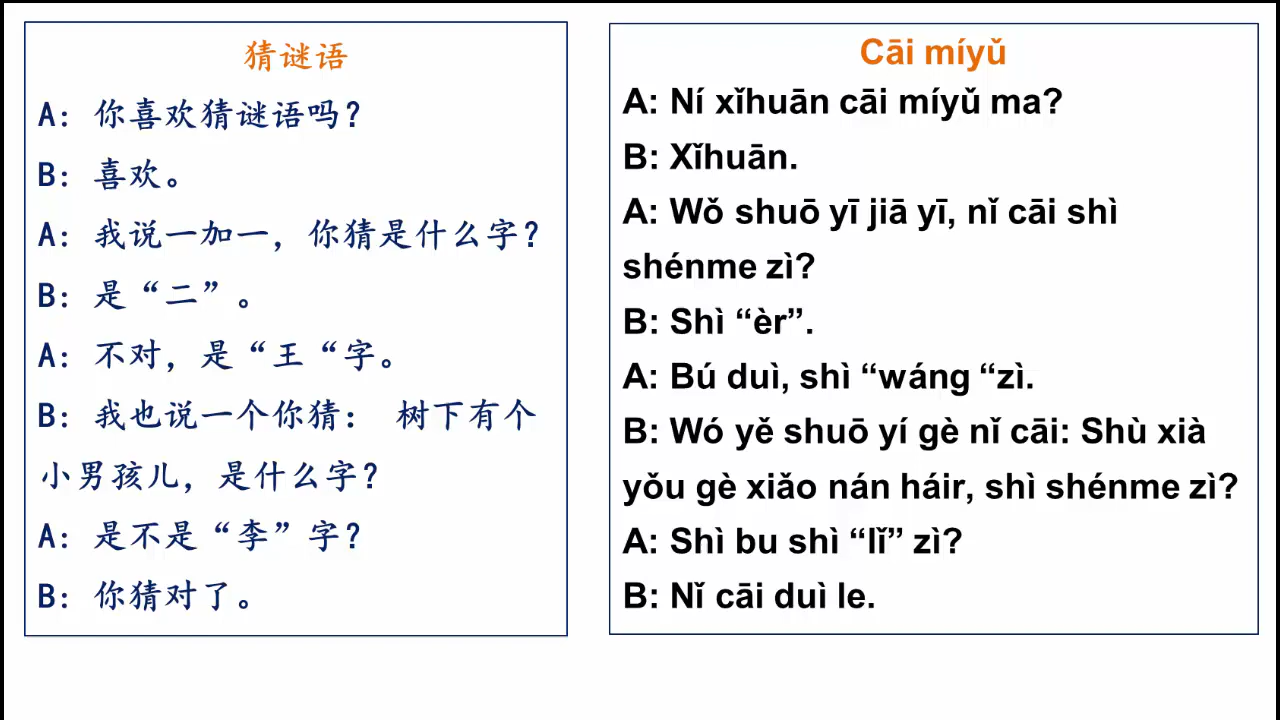 猜谜语
A: 你喜欢猜谜语吗?
B: 喜欢。
A: 我说一加一，你猜是什么字?
B: 是“二”。
A: 不对，是“王“字。
B: 我也说一个你猜: 树下有个
小男孩儿，是什么字?
A: 是不是“李”字?
B: 你猜对了。
Cāi míyǔ
A: Ní xǐhuān cāi míyǔ ma?
B: Xǐhuān.
A: Wǒ shuō yī jiā yī, nǐ cāi shì
shénme zì?
B: Shì “èr”.
A: Bú duì, shì “wáng “zì.
B: Wó yě shuō yí gè nǐ cāi: Shù xià
yǒu gè xiǎo nán háir, shì shénme zì?
A: Shì bu shì “lǐ” zì?
B: Nǐ cāi duì le.